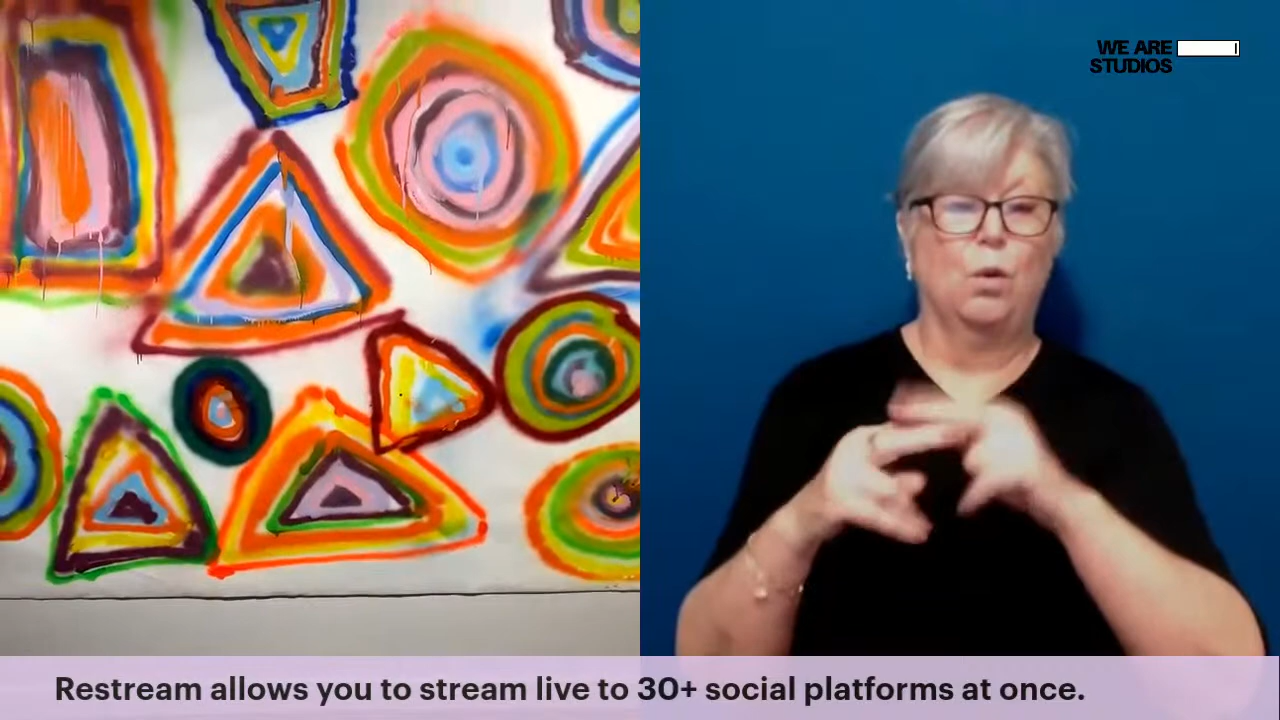 WE ARE
STUDIOS
Restream allows you to stream live to 30+ social platforms at once.